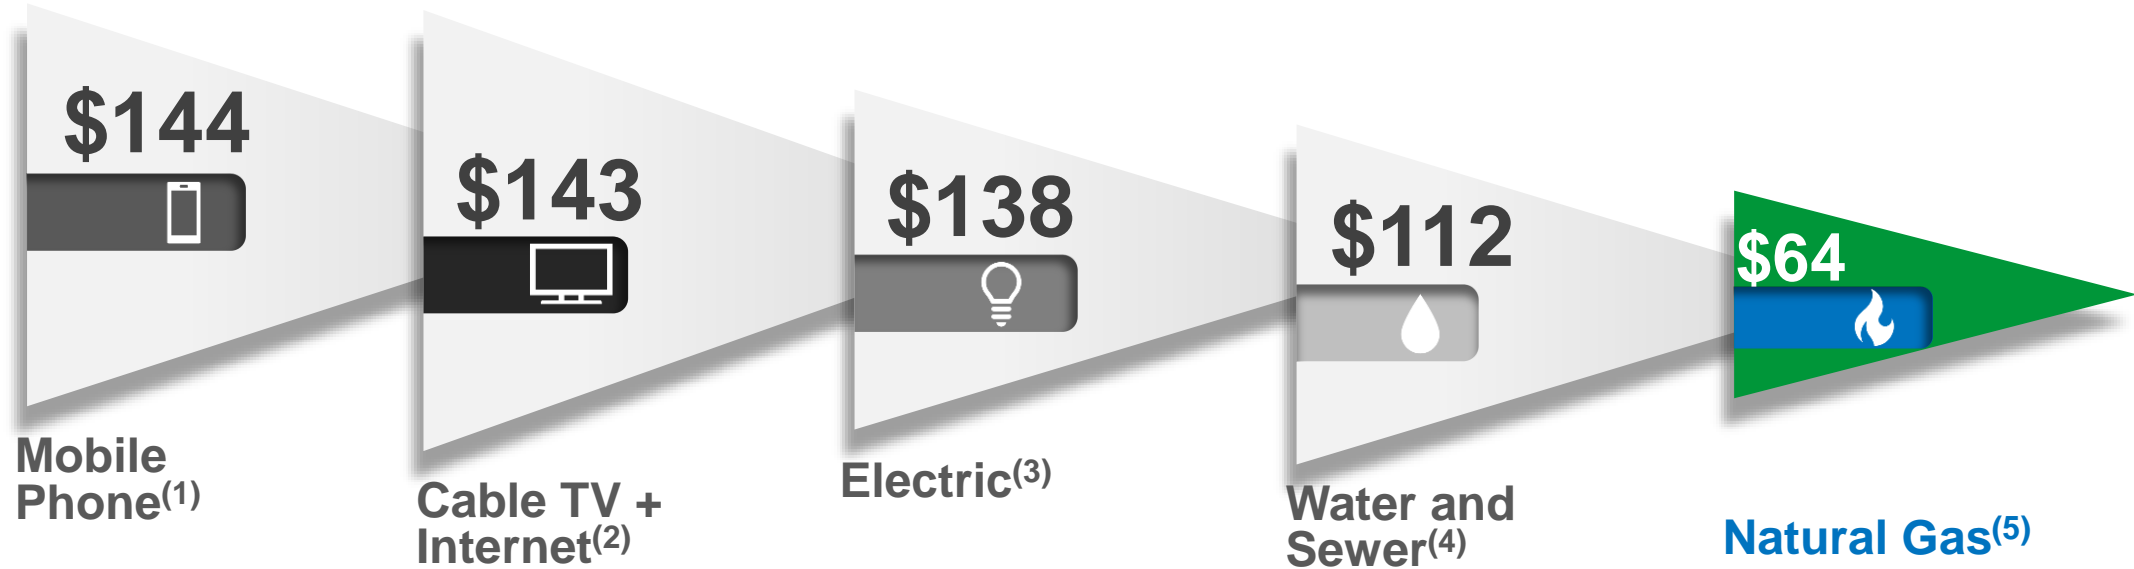 $144
Mobile
Phone(1)
$143
Cable TV +
Internet(2)
$138
Electric(3)
$112
Water and
Sewer(4)
$64
Natural Gas(5)